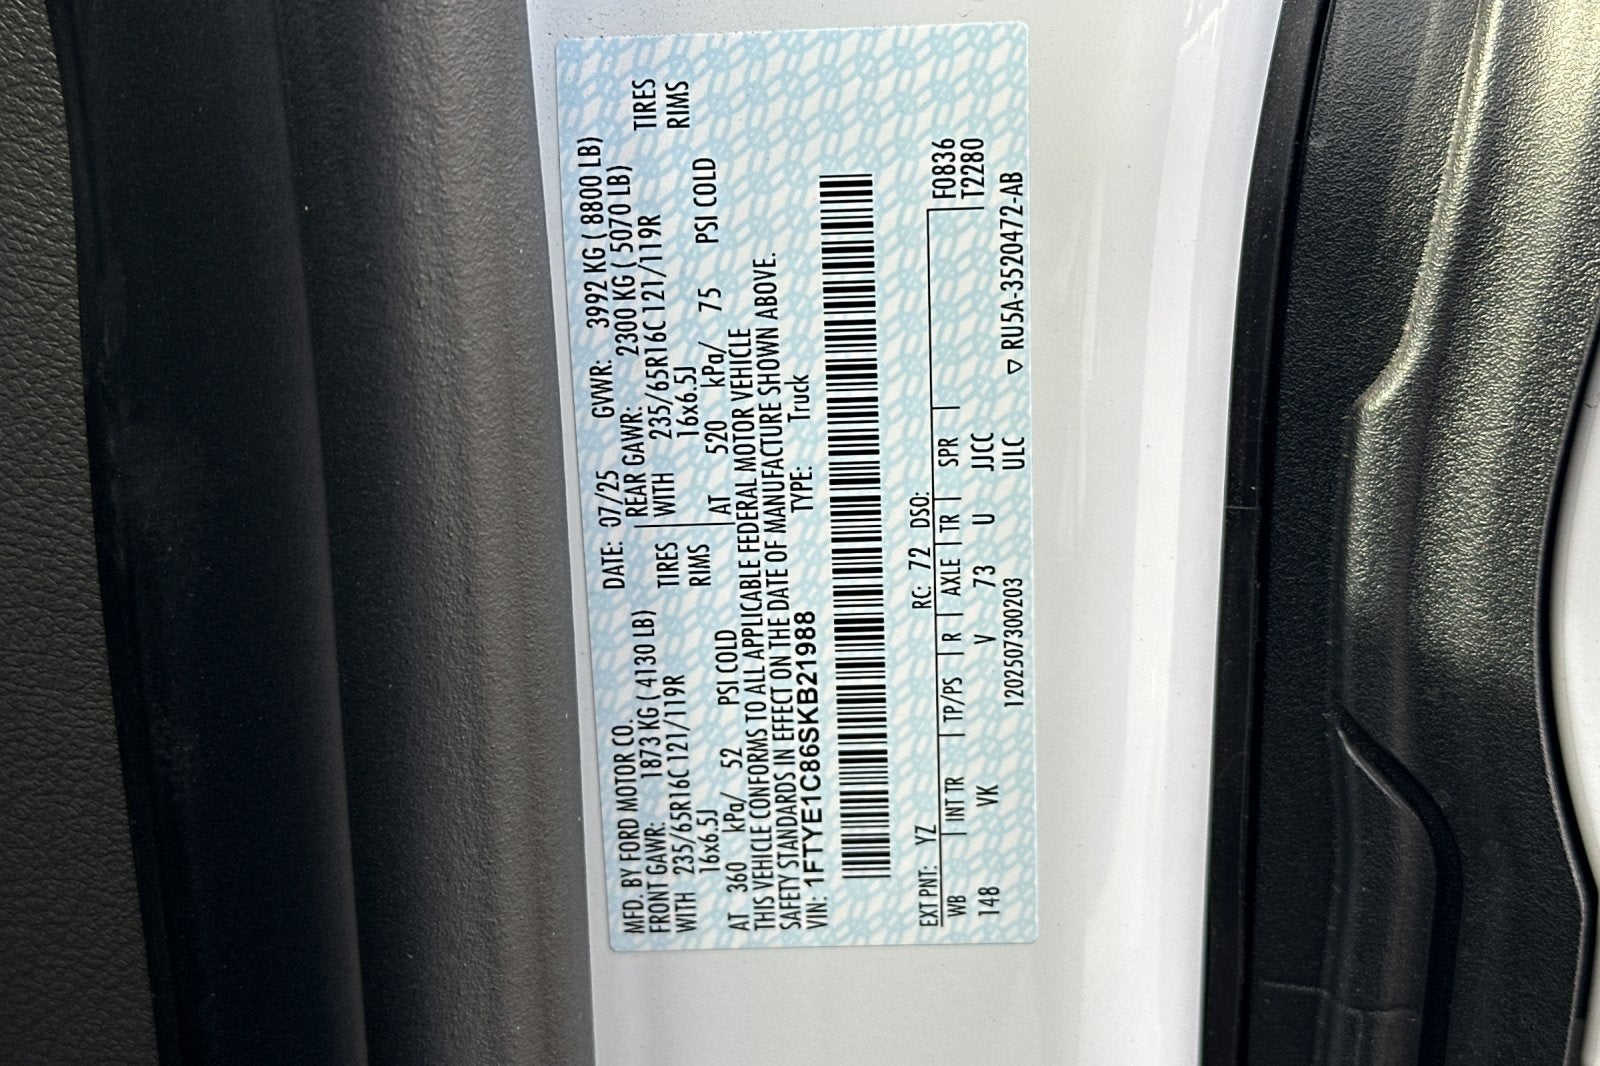 MFD. BY FORD MOTOR CO. DATE: 07/25 GVWR: 3992 KG ( 8800 LB)
FRONT GAWR: 1873 KG ( 4130 LB) REAR GAWR: 2300 KG ( 5070 LB)
WITH 235/65R16C 121/119R TIRES WITH 235/65R16C 121/119R TIRES
16x6.5J RIMS 16x6.5J RIMS
AT 360 kPa/ 52 PSI COLD AT 520 kPa/ 75 PSI COLD
THIS VEHICLE CONFORMS TO ALL APPLICABLE FEDERAL MOTOR VEHICLE
SAFETY STANDARDS IN EFFECT ON THE DATE OF MANUFACTURE SHOWN ABOVE.
VIN: 1FTYE1C86SKB21988 TYPE: Truck
EXT PNT: YZ RC: 72 DSO: F0836
WB INT TR TP/PS R AXLE TR SPR T2280
148 VK V 73 U JJCC
1202507300203 ULC ▽ RU5A-3520472-AB